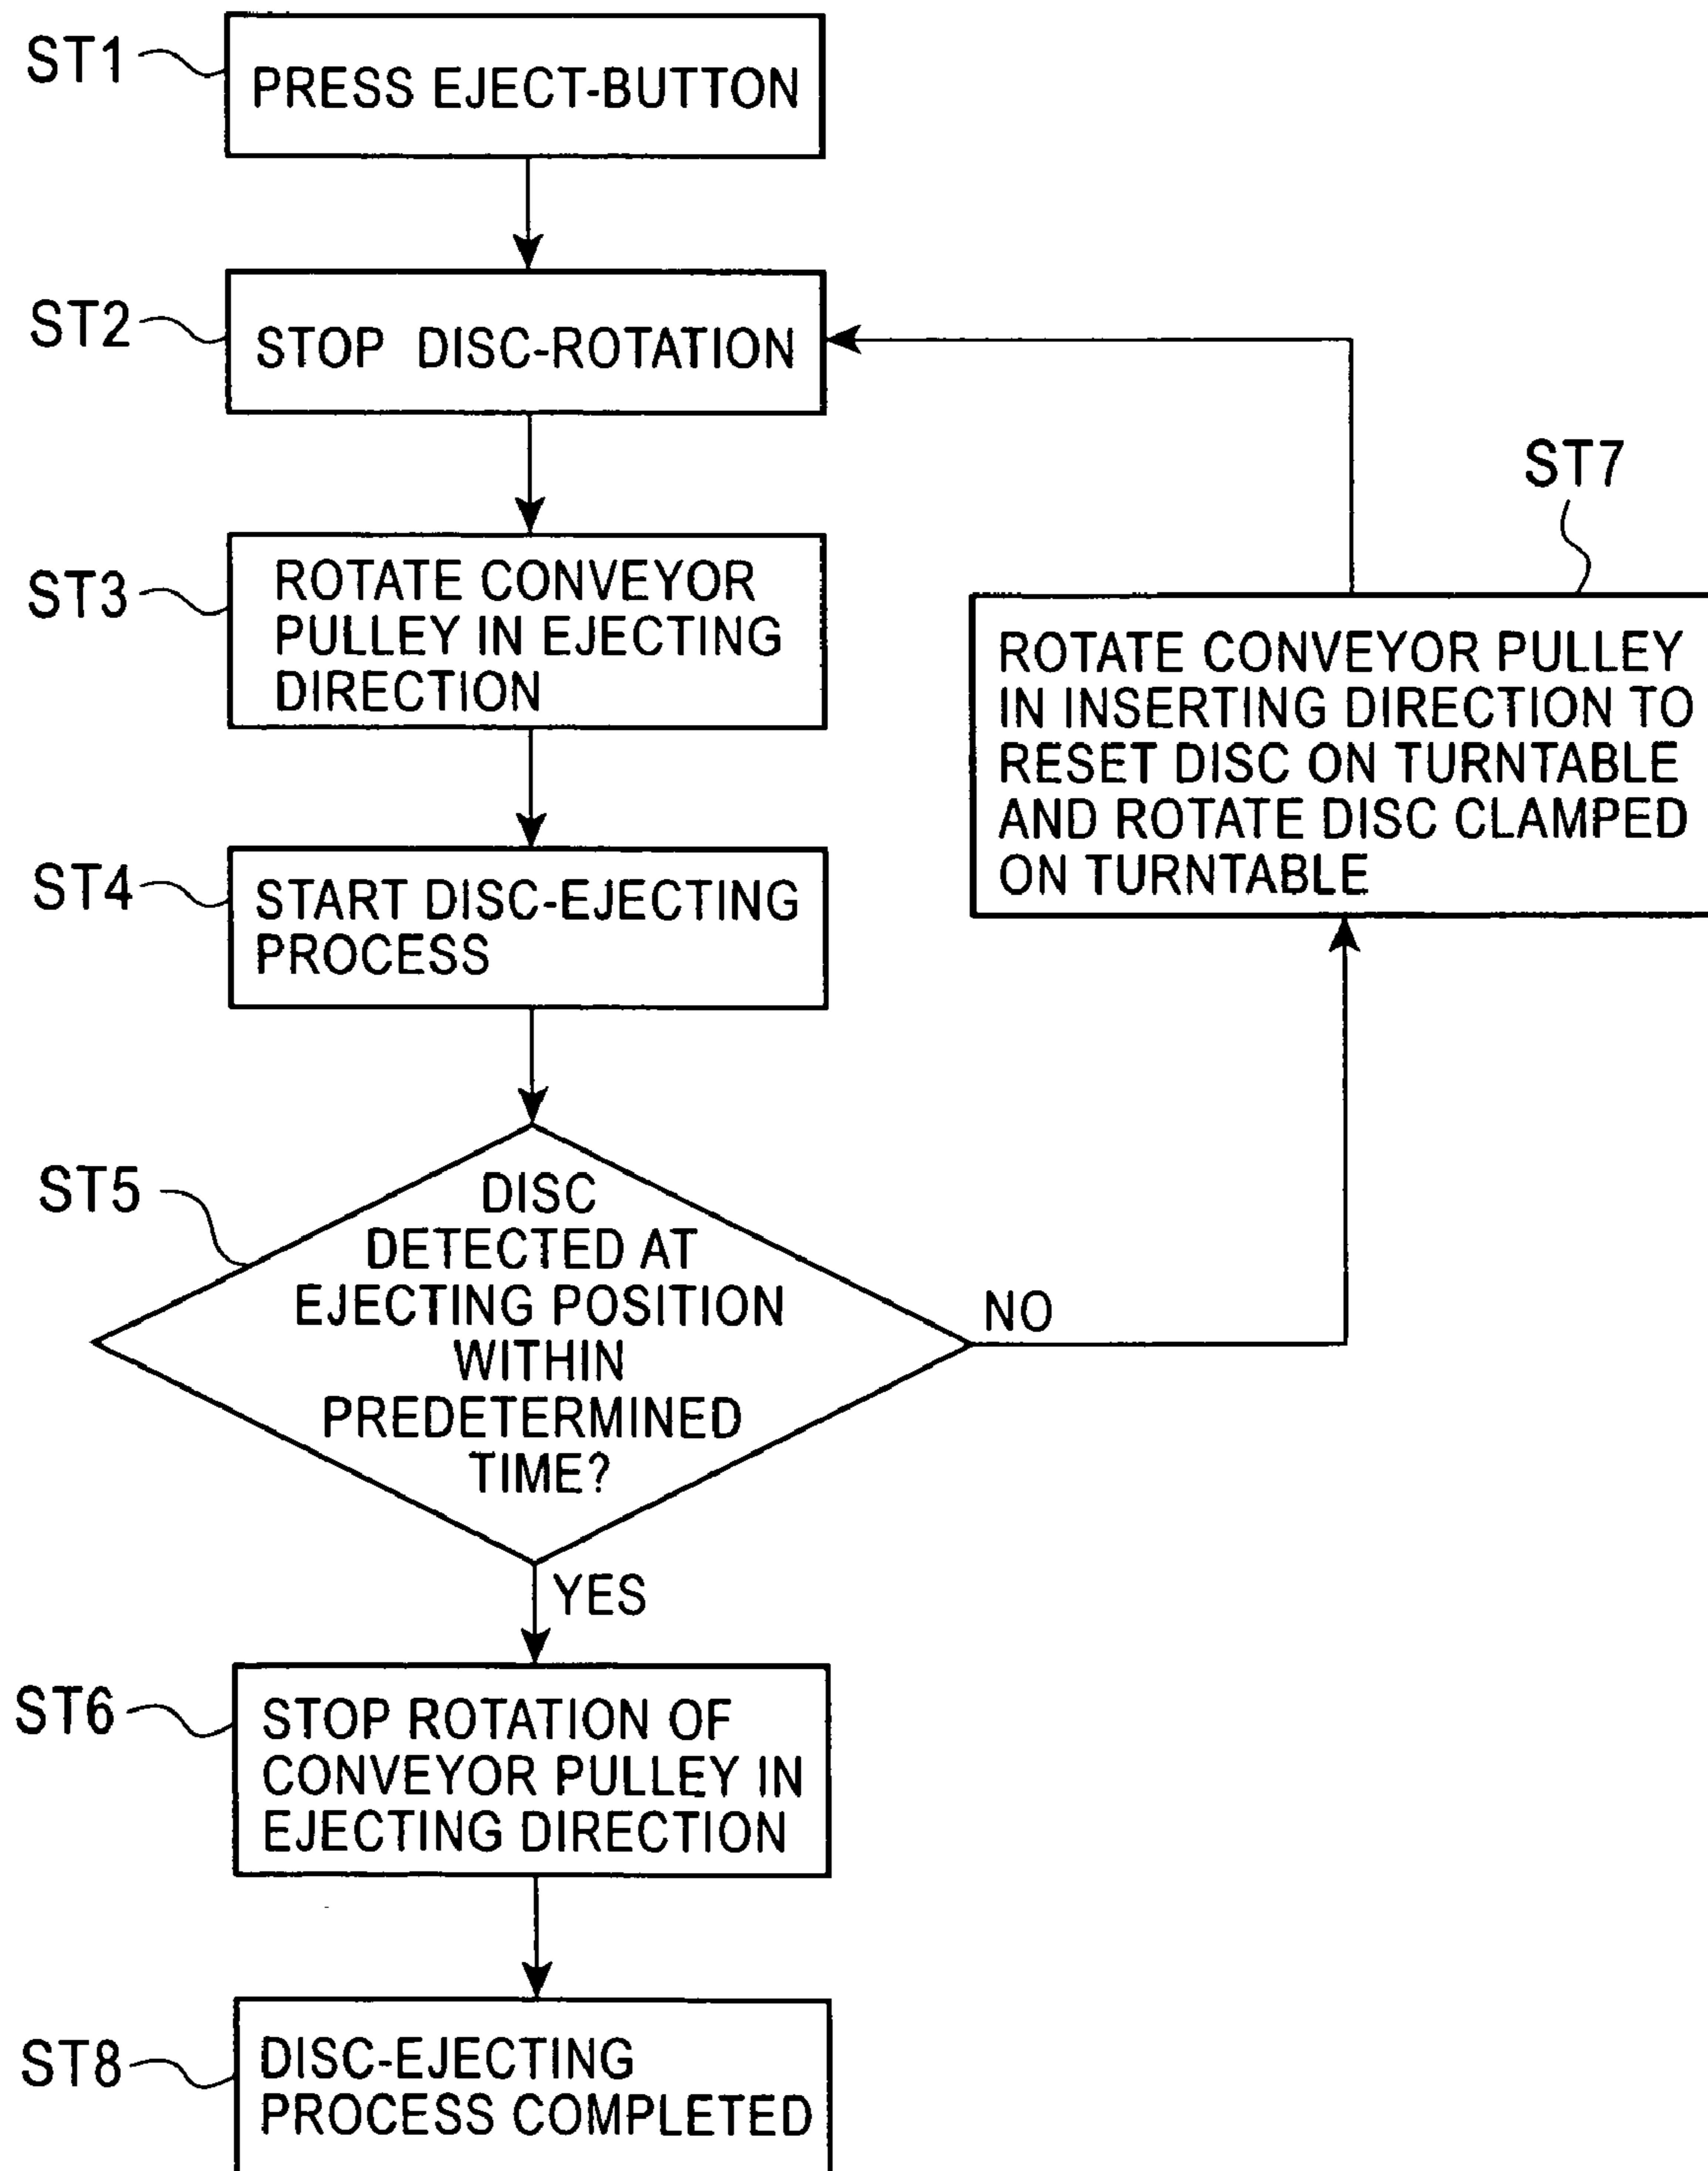 ST1
PRESS EJECT-BUTTON
ST2
STOP DISC-ROTATION
ST3
ROTATE CONVEYOR
PULLEY IN EJECTING
DIRECTION
ST4
START DISC-EJECTING
PROCESS
ST5
DISC
DETECTED AT
EJECTING POSITION
WITHIN
PREDETERMINED
TIME?
NO
YES
ST7
ROTATE CONVEYOR PULLEY
IN INSERTING DIRECTION TO
RESET DISC ON TURNTABLE
AND ROTATE DISC CLAMPED
ON TURNTABLE
ST6
STOP ROTATION OF
CONVEYOR PULLEY IN
EJECTING DIRECTION
ST8
DISC-EJECTING
PROCESS COMPLETED